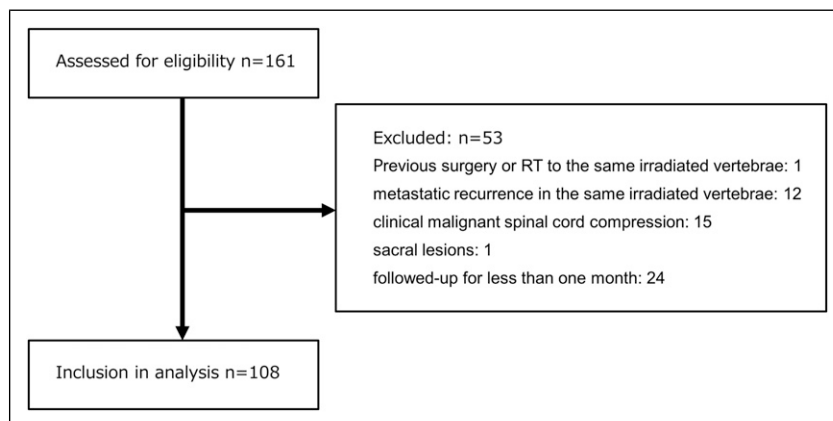 Assessed for eligibility n=161
Excluded: n=53
Previous surgery or RT to the same irradiated vertebrae: 1
metastatic recurrence in the same irradiated vertebrae: 12
clinical malignant spinal cord compression: 15
sacral lesions: 1
followed-up for less than one month: 24
Inclusion in analysis n=108